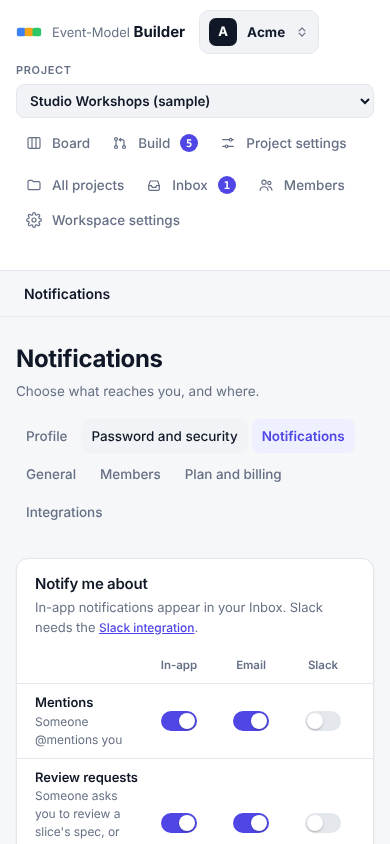 Event-Model Builder
A Acme
PROJECT
Studio Workshops (sample)
Board Build 5 Project settings
All projects Inbox 1 Members
Workspace settings
Notifications
Notifications
Choose what reaches you, and where.
Profile Password and security Notifications
General Members Plan and billing
Integrations
Notify me about
In-app notifications appear in your Inbox. Slack
needs the Slack integration.
In-app Email Slack
Mentions
Someone
@mentions you
Review requests
Someone asks
you to review a
slice's spec, or